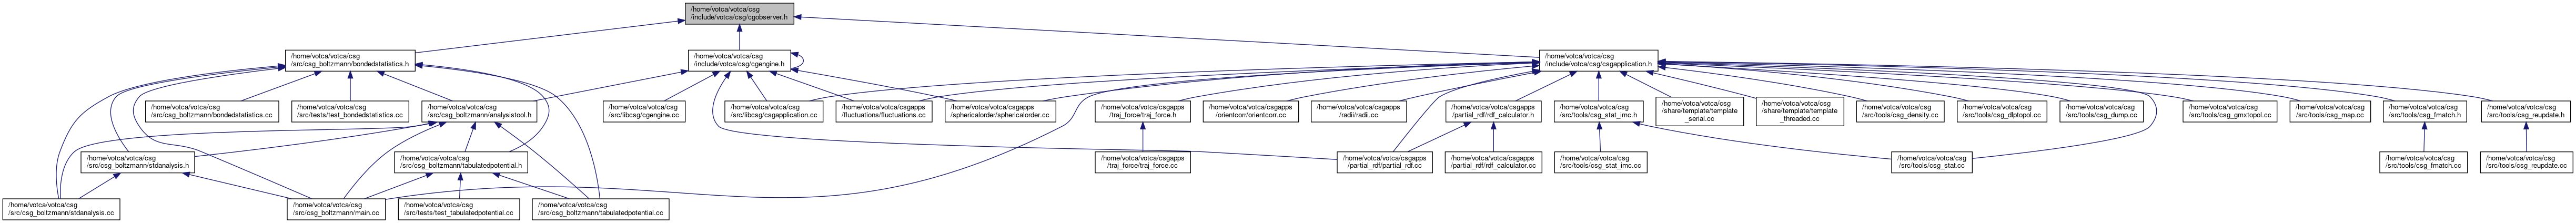 /home/votca/votca/csg
/include/votca/csg/cgobserver.h
/home/votca/votca/csg
/src/csg_boltzmann/bondedstatistics.h
/home/votca/votca/csg
/include/votca/csg/cgengine.h
/home/votca/votca/csg
/include/votca/csg/csgapplication.h
/home/votca/votca/csg
/src/csg_boltzmann/bondedstatistics.cc
/home/votca/votca/csg
/src/tests/test_bondedstatistics.cc
/home/votca/votca/csg
/src/csg_boltzmann/analysistool.h
/home/votca/votca/csg
/src/libcsg/cgengine.cc
/home/votca/votca/csg
/src/libcsg/csgapplication.cc
/home/votca/votca/csgapps
/fluctuations/fluctuations.cc
/home/votca/votca/csgapps
/sphericalorder/sphericalorder.cc
/home/votca/votca/csgapps
/traj_force/traj_force.h
/home/votca/votca/csgapps
/orientcorr/orientcorr.cc
/home/votca/votca/csgapps
/radii/radii.cc
/home/votca/votca/csgapps
/partial_rdf/rdf_calculator.h
/home/votca/votca/csg
/src/tools/csg_stat_imc.h
/home/votca/votca/csg
/share/template/template
_serial.cc
/home/votca/votca/csg
/share/template/template
_threaded.cc
/home/votca/votca/csg
/src/tools/csg_density.cc
/home/votca/votca/csg
/src/tools/csg_dlptopol.cc
/home/votca/votca/csg
/src/tools/csg_dump.cc
/home/votca/votca/csg
/src/tools/csg_gmxtopol.cc
/home/votca/votca/csg
/src/tools/csg_map.cc
/home/votca/votca/csg
/src/tools/csg_fmatch.h
/home/votca/votca/csg
/src/tools/csg_reupdate.h
/home/votca/votca/csg
/src/csg_boltzmann/stdanalysis.h
/home/votca/votca/csg
/src/csg_boltzmann/tabulatedpotential.h
/home/votca/votca/csgapps
/traj_force/traj_force.cc
/home/votca/votca/csgapps
/partial_rdf/partial_rdf.cc
/home/votca/votca/csgapps
/partial_rdf/rdf_calculator.cc
/home/votca/votca/csg
/src/tools/csg_stat_imc.cc
/home/votca/votca/csg
/src/tools/csg_stat.cc
/home/votca/votca/csg
/src/tools/csg_fmatch.cc
/home/votca/votca/csg
/src/tools/csg_reupdate.cc
/home/votca/votca/csg
/src/csg_boltzmann/stdanalysis.cc
/home/votca/votca/csg
/src/csg_boltzmann/main.cc
/home/votca/votca/csg
/src/tests/test_tabulatedpotential.cc
/home/votca/votca/csg
/src/csg_boltzmann/tabulatedpotential.cc